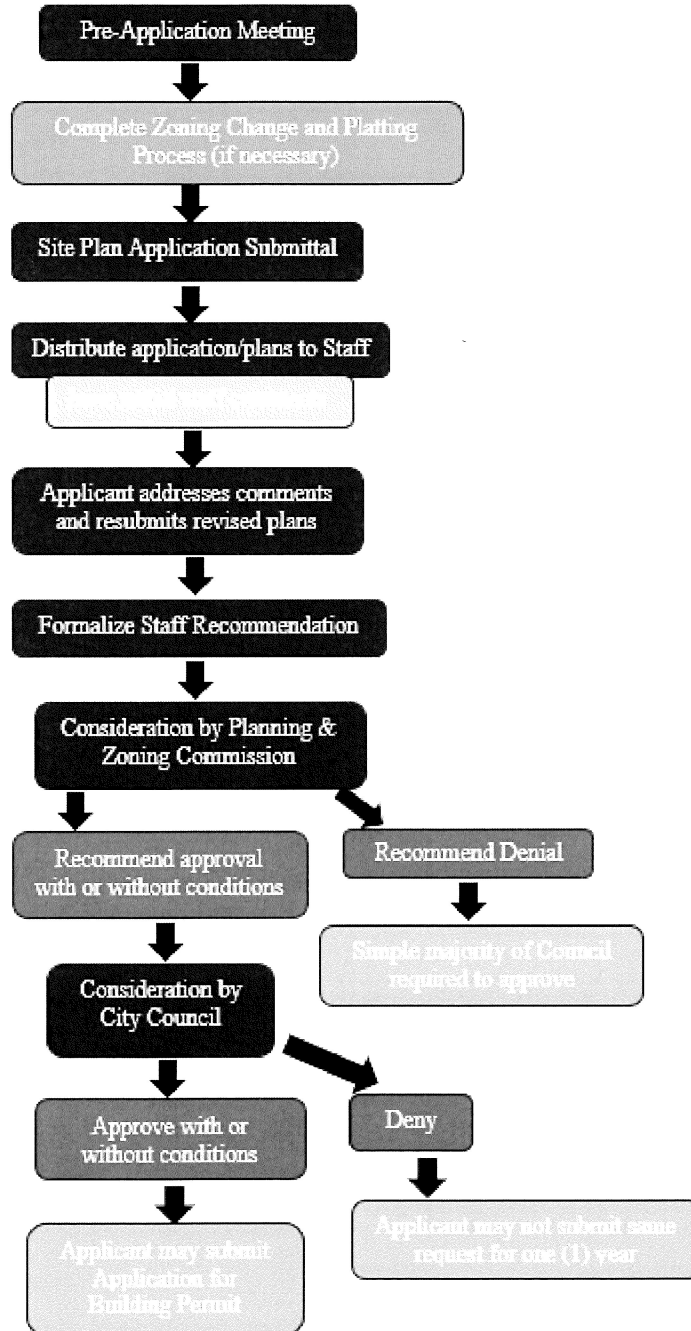 Pre-Application Meeting
Complete Zoning Change and Platting
Process (if necessary)
Site Plan Application Submittal
Distribute application/plans to Staff
Applicant addresses comments
and resubmits revised plans
Formalize Staff Recommendation
Consideration by Planning &
Zoning Commission
Recommend approval
with or without conditions
Recommend Denial
Simple majority of Council
required to approve
Consideration by
City Council
Approve with or
without conditions
Deny
Applicant may submit
Application for
Building Permit
Applicant may not submit same
request for one (1) year